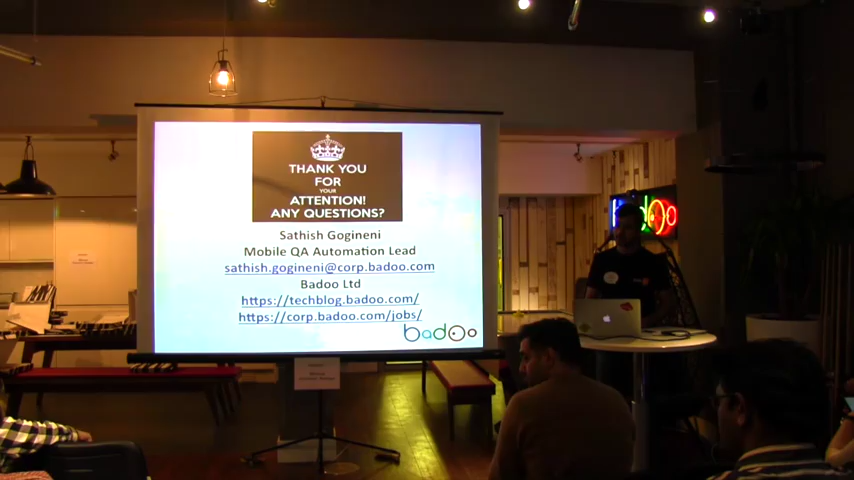 THANK YOU
FOR
YOUR
ATTENTION!
ANY QUESTIONS?
Sathish Gogineni
Mobile QA Automation Lead
sathish.gogineni@corp.badoo.com
Badoo Ltd
https://techblog.badoo.com/
https://corp.badoo.com/jobs/
badoo
badoo